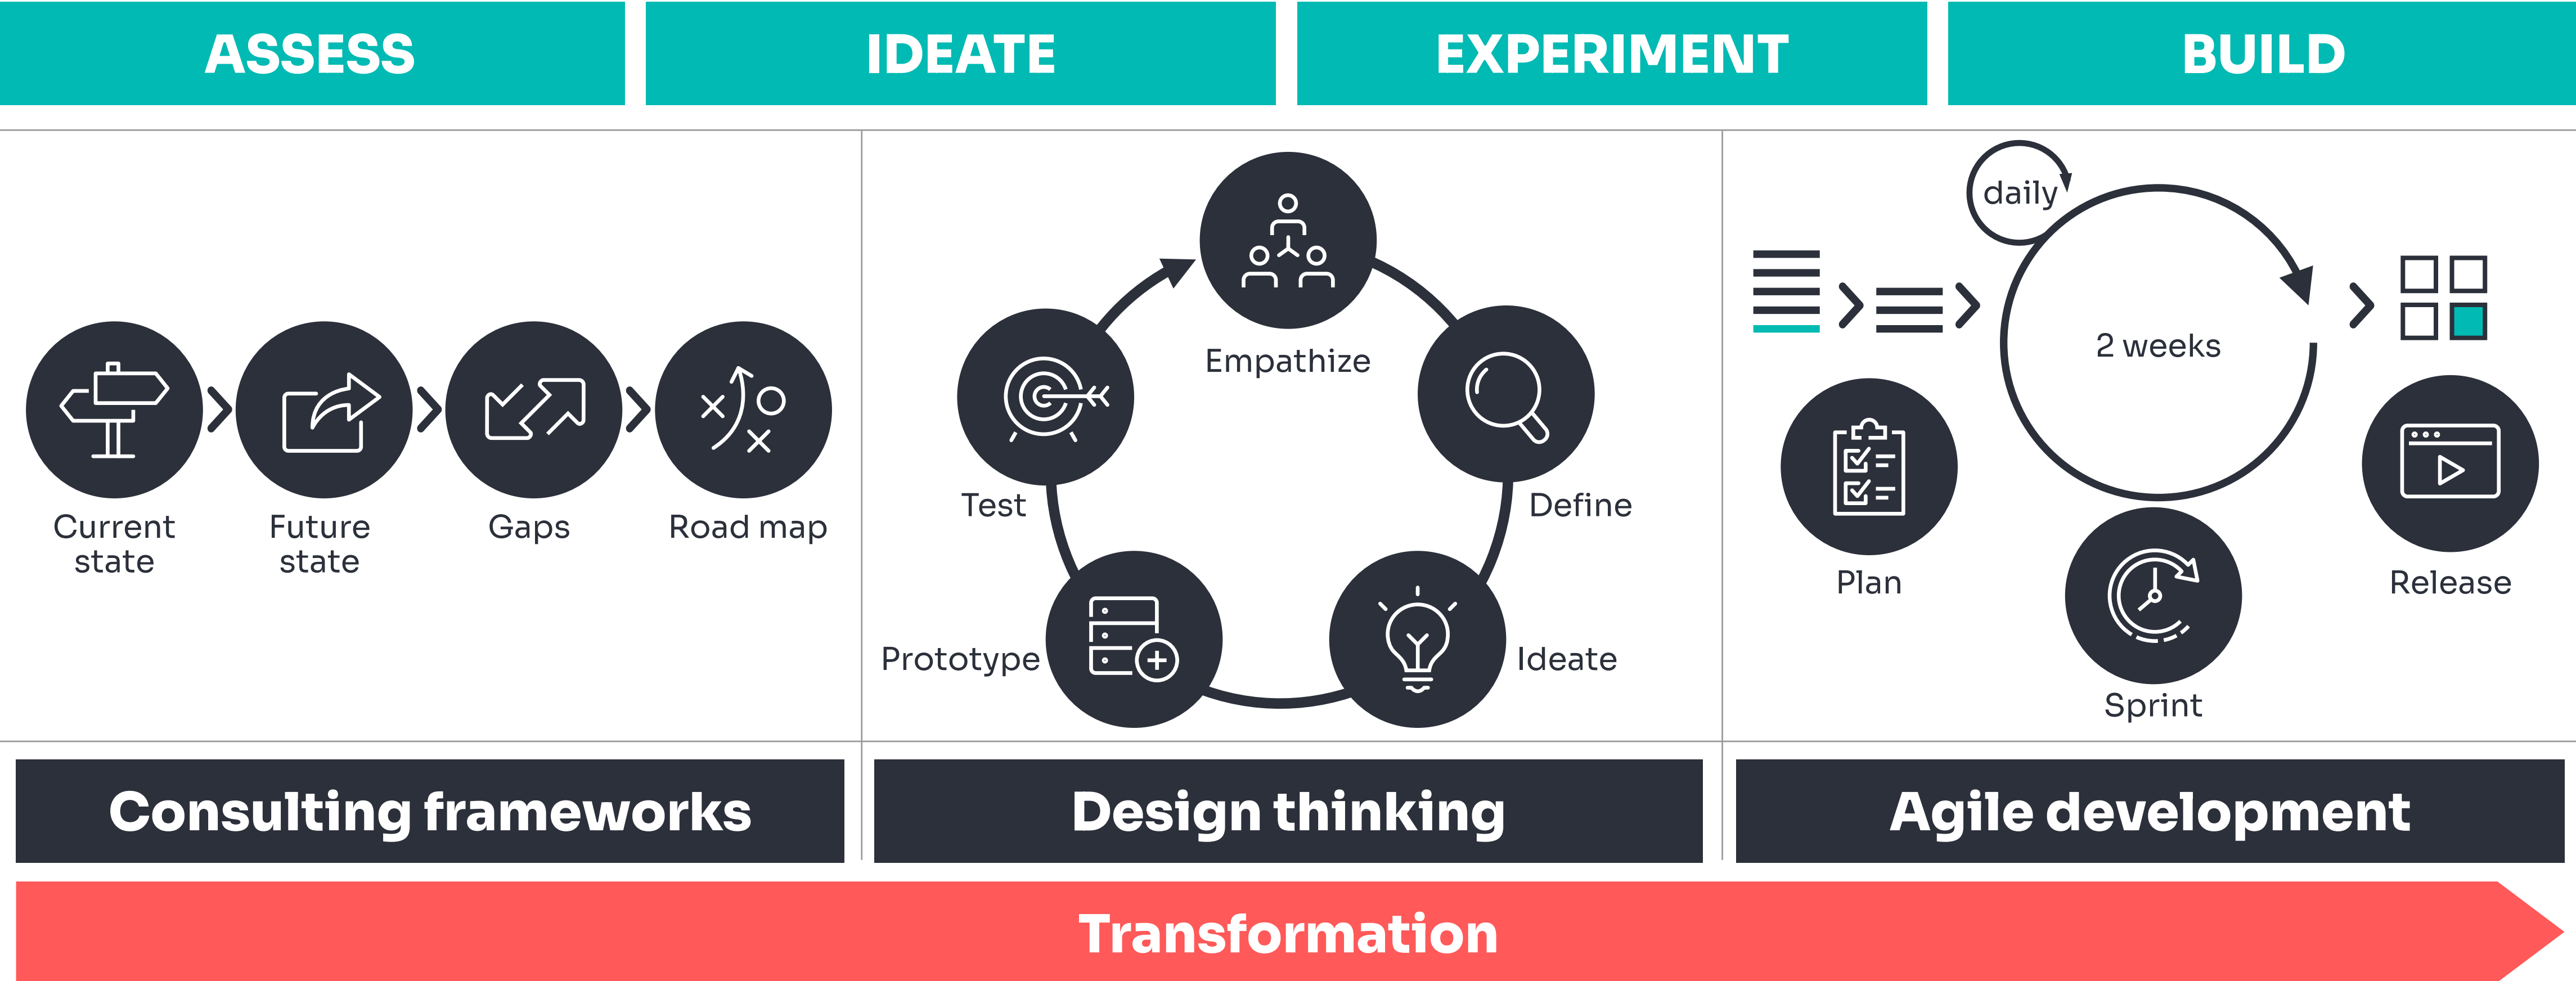 ASSESS
IDEATE
EXPERIMENT
BUILD
Current
state
Future
state
Gaps
Road map
Empathize
Define
Ideate
Prototype
Test
daily
2 weeks
Plan
Sprint
Release
Consulting frameworks
Design thinking
Agile development
Transformation